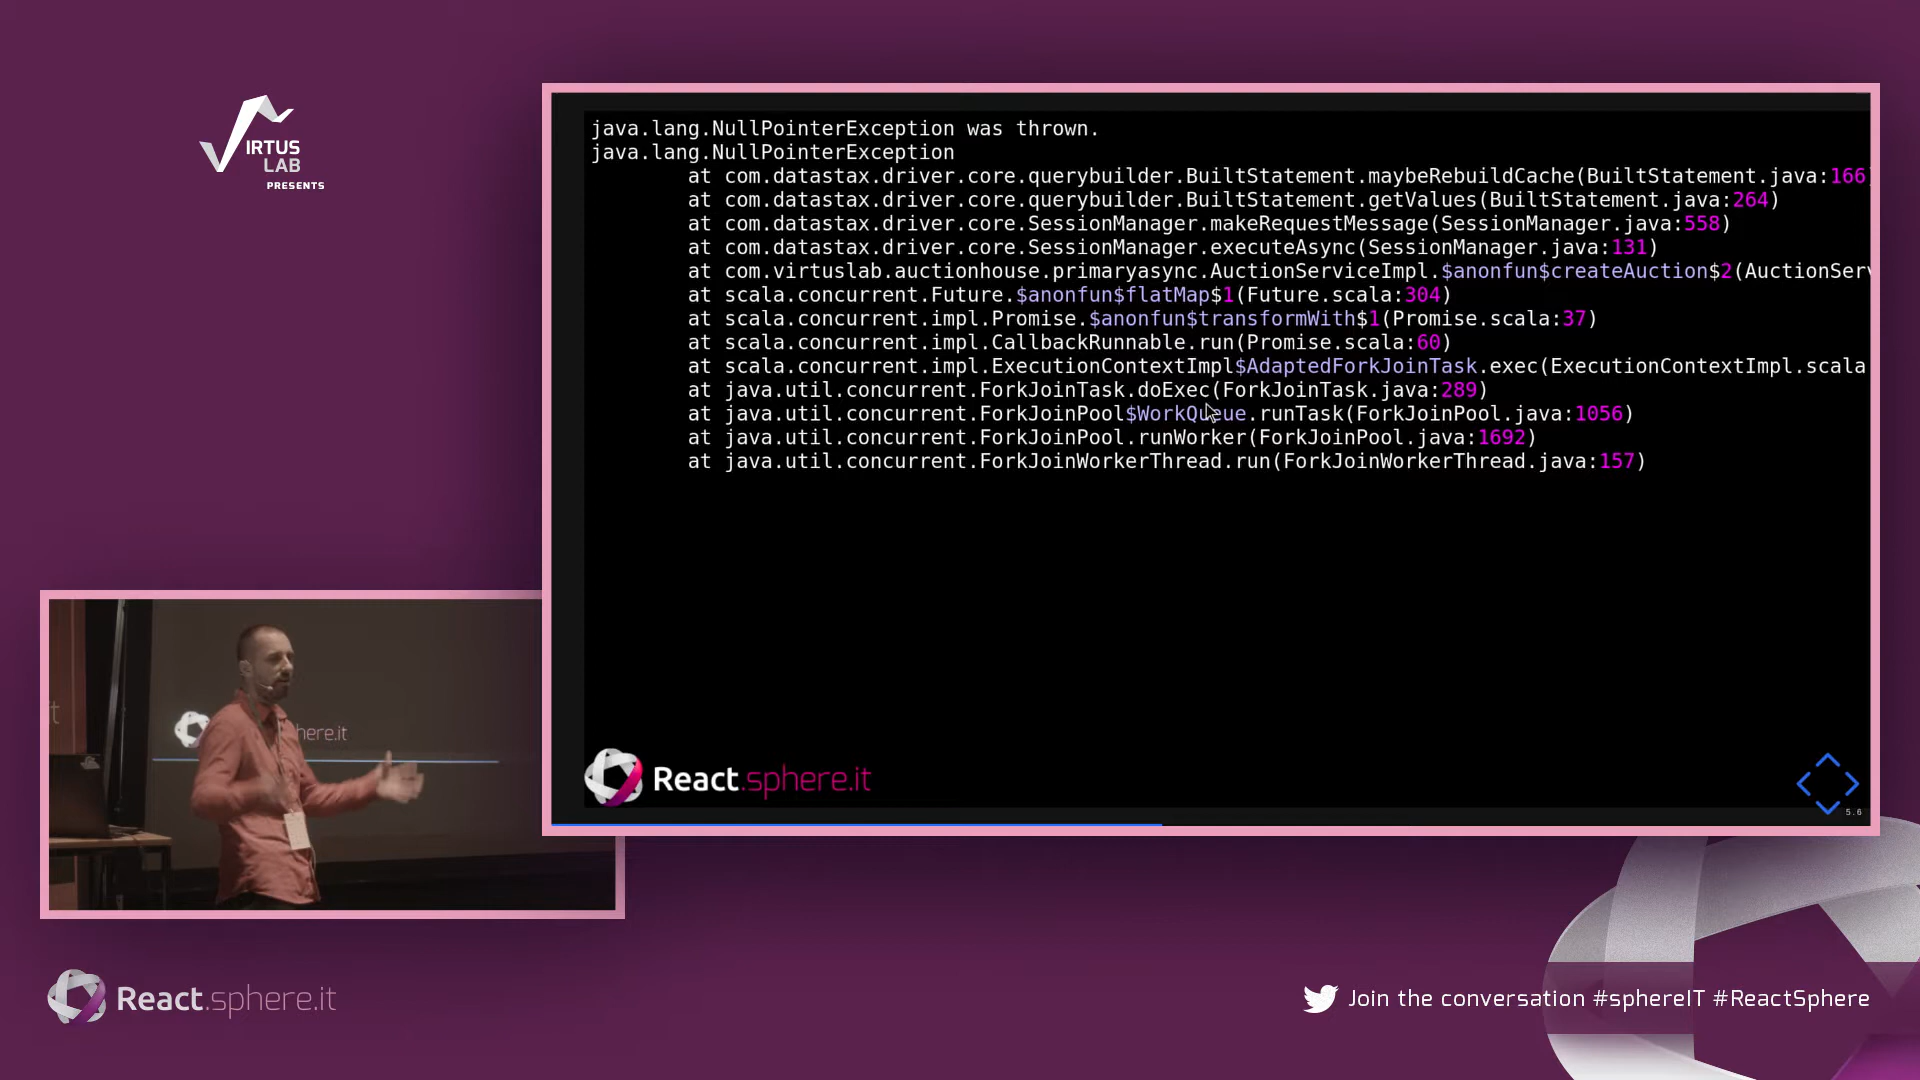 VIRTUS
LAB
PRESENTS
java.lang.NullPointerException was thrown.
java.lang.NullPointerException
at com.datastax.driver.core.querybuilder.BuiltStatement.maybeRebuildCache(BuiltStatement.java:166)
at com.datastax.driver.core.querybuilder.BuiltStatement.getValues(BuiltStatement.java:264)
at com.datastax.driver.core.SessionManager.makeRequestMessage(SessionManager.java:558)
at com.datastax.driver.core.SessionManager.executeAsync(SessionManager.java:131)
at com.virtuslab.auctionhouse.primaryasync.AuctionServiceImpl.$anonfun$createAuction$2(AuctionServ
at scala.concurrent.Future.$anonfun$flatMap$1(Future.scala:304)
at scala.concurrent.impl.Promise.$anonfun$transformWith$1(Promise.scala:37)
at scala.concurrent.impl.CallbackRunnable.run(Promise.scala:60)
at scala.concurrent.impl.ExecutionContextImpl$AdaptedForkJoinTask.exec(ExecutionContextImpl.scala
at java.util.concurrent.ForkJoinTask.doExec(ForkJoinTask.java:289)
at java.util.concurrent.ForkJoinPool$WorkQueue.runTask(ForkJoinPool.java:1056)
at java.util.concurrent.ForkJoinPool.runWorker(ForkJoinPool.java:1692)
at java.util.concurrent.ForkJoinWorkerThread.run(ForkJoinWorkerThread.java:157)
React.sphere.it
5.6
here.it
React.sphere.it
Join the conversation #sphereIT #ReactSphere